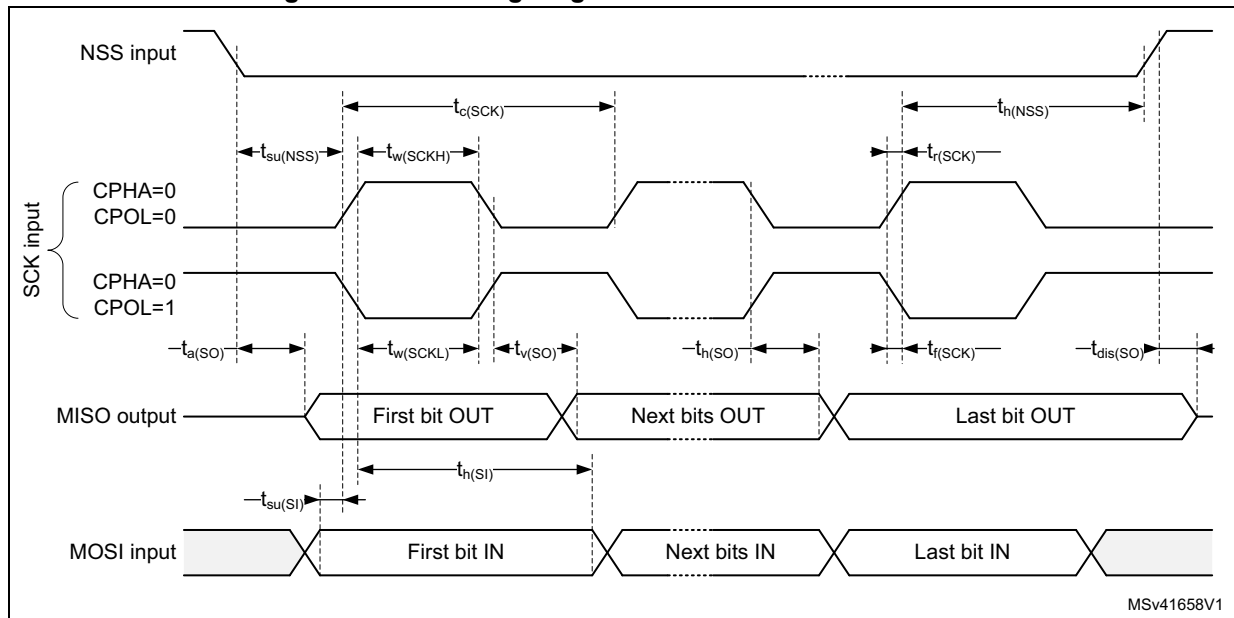 NSS input
tc(SCK)
th(NSS)
tsu(NSS)
tw(SCKH)
tr(SCK)
SCK input
CPHA=0
CPOL=0
CPHA=0
CPOL=1
ta(SO)
tw(SCKL)
tv(SO)
th(SO)
tf(SCK)
tdis(SO)
MISO output
First bit OUT
Next bits OUT
Last bit OUT
th(SI)
tsu(SI)
MOSI input
First bit IN
Next bits IN
Last bit IN
MSv41658V1